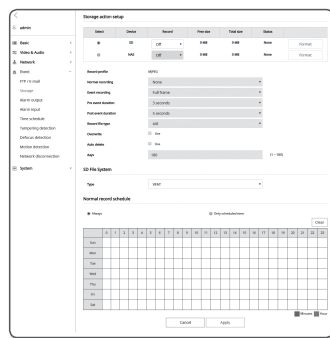 admin
Basic
Video & Audio
Network
Event
FTP / E-mail
Storage
Alarm output
Alarm input
Time schedule
Tampering detection
Defocus detection
Motion detection
Network disconnection
System
Storage action setup
Select Device Record Free size Total size Status
SD Off 0 MB 0 MB None Format
NAS Off 0 MB 0 MB None Format
Record profile MJPEG
Normal recording None
Event recording Full frame
Pre event duration 5 seconds
Post event duration 5 seconds
Record file type AVI
Overwrite Use
Auto delete Use
days 180 (1 ~ 180)
SD File System
Type VFAT
Normal record schedule
Always Only scheduled time
Clear
0 1 2 3 4 5 6 7 8 9 10 11 12 13 14 15 16 17 18 19 20 21 22 23
Sun
Mon
Tue
Wed
Thu
Fri
Sat
Minutes Hour
Cancel Apply